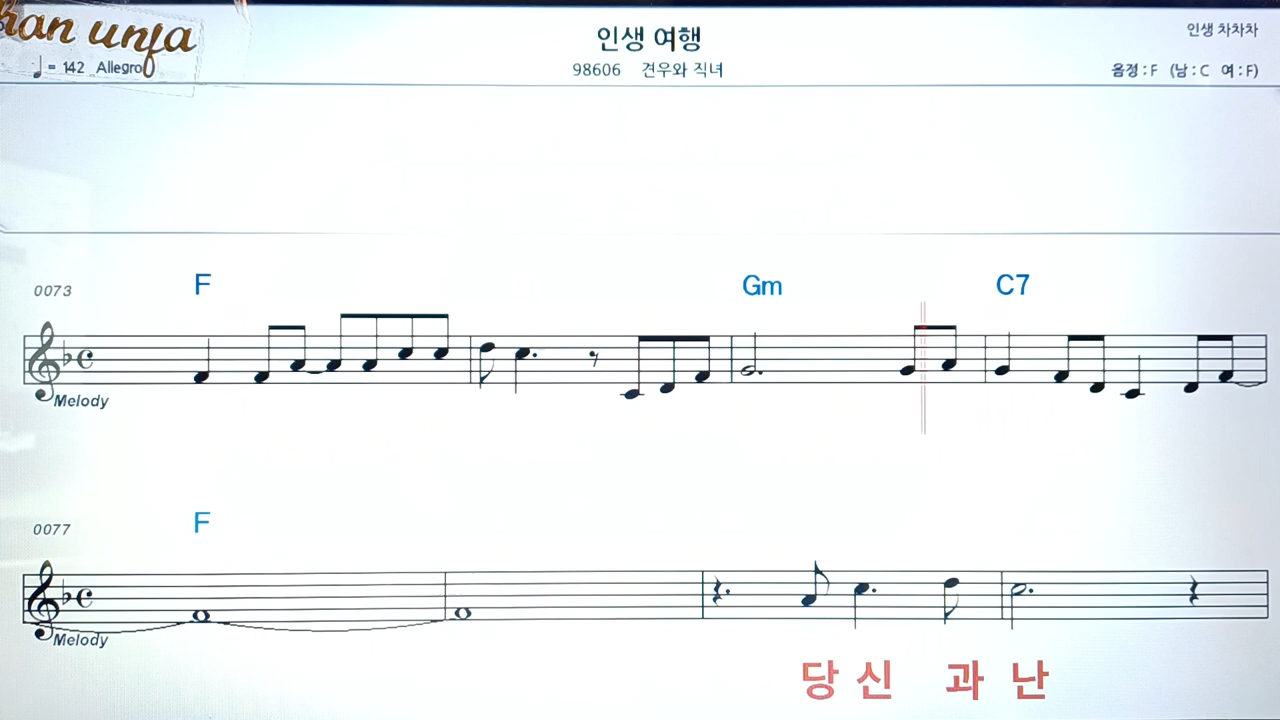 han unja
인생 여행
인생 차차차
= 142 Allegro
98606 견우와 직녀
음정 : F (남 : C 여 : F)
0073
F
Gm
C7
Melody
0077
F
Melody
당 신 과 난